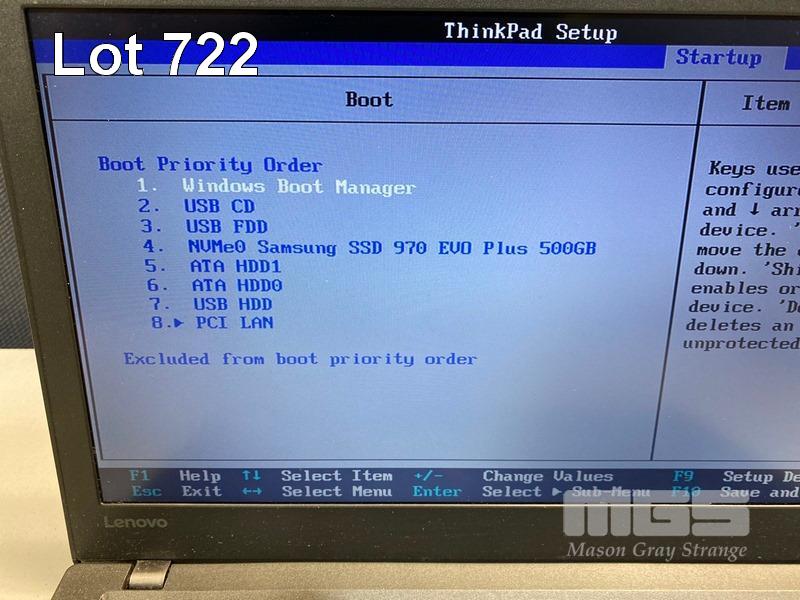 Lot 722
ThinkPad Setup
Startup
Boot
Item
Boot Priority Order
1. Windows Boot Manager
2. USB CD
3. USB FDD
4. NVMe0 Samsung SSD 970 EVO Plus 500GB
5. ATA HDD1
6. ATA HDD0
7. USB HDD
8.▶ PCI LAN
Excluded from boot priority order
Keys use
configur
and ↓ arr
device. '
move the
down. 'Shi
enables or
device. 'D
deletes an
unprotected
F1 Help ↑↓ Select Item +/- Change Values F9 Setup De
Esc Exit ←→ Select Menu Enter Select ▶ Sub-Menu F10 Save and
Lenovo
MGS
Mason Gray Strange